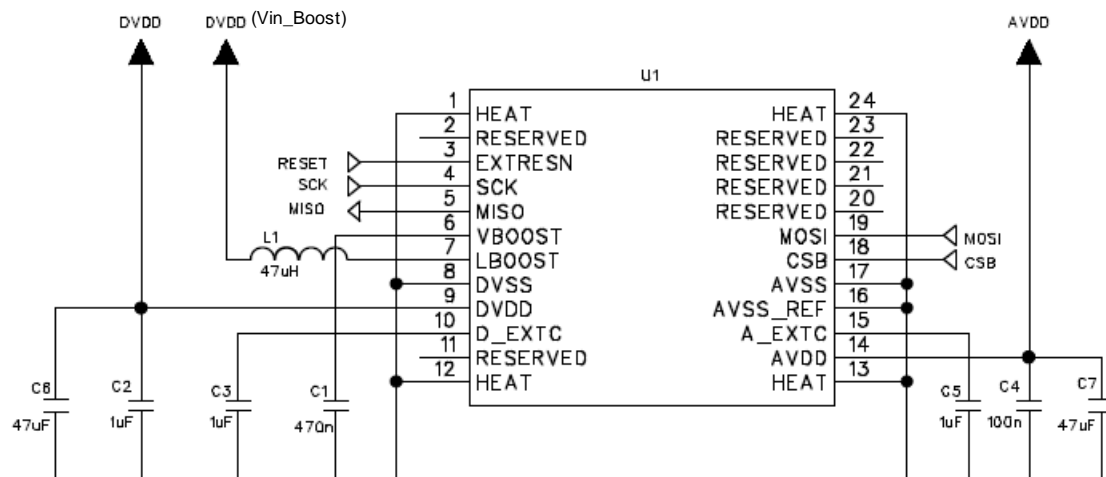 DVDD
DVDD (Vin_Boost)
AVDD
U1
1 HEAT
2 RESERVED
RESET 3 EXTRESN
SCK 4 SCK
MISO 5 MISO
6 VBOOST
L1
47uH
7 LBOOST
8 DVSS
9 DVDD
10 D_EXTC
11 RESERVED
12 HEAT
24 HEAT
23 RESERVED
22 RESERVED
21 RESERVED
20 RESERVED
19 MOSI MOSI
18 CSB CSB
17 AVSS
16 AVSS_REF
15 A_EXTC
14 AVDD
13 HEAT
C6
47uF
C2
1uF
C3
1uF
C1
470n
C5
1uF
C4
100n
C7
47uF